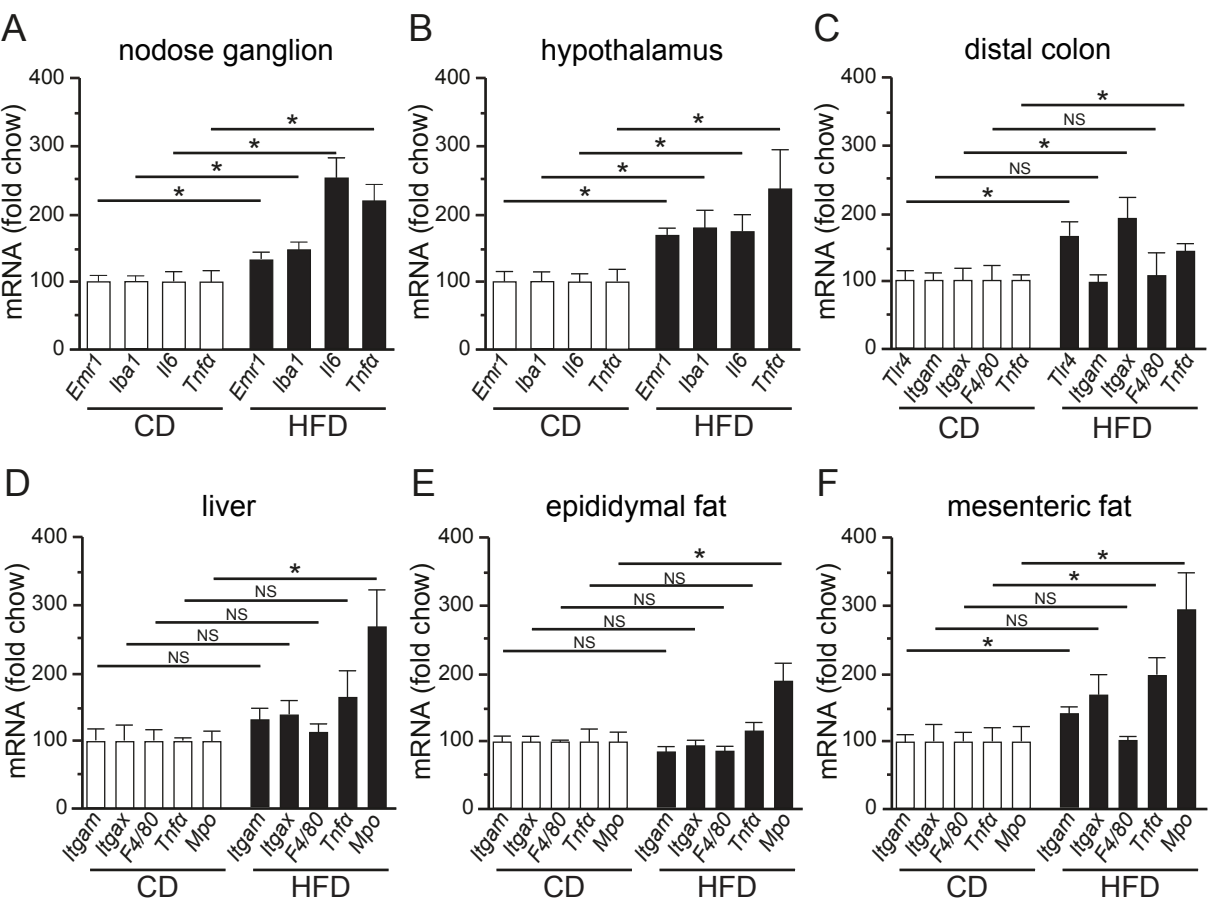 A
nodose ganglion
mRNA (fold chow)
400
300
200
100
0
*
*
*
*
Emr1
Iba1
Il6
Tnfα
Emr1
Iba1
Il6
Tnfα
CD
HFD
B
hypothalamus
mRNA (fold chow)
400
300
200
100
0
*
*
*
*
Emr1
Iba1
Il6
Tnfα
Emr1
Iba1
Il6
Tnfα
CD
HFD
C
distal colon
mRNA (fold chow)
400
300
200
100
0
*
NS
*
NS
*
Tlr4
Itgam
Itgax
F4/80
Tnfα
Tlr4
Itgam
Itgax
F4/80
Tnfα
CD
HFD
D
liver
mRNA (fold chow)
400
300
200
100
0
*
NS
NS
NS
NS
Itgam
Itgax
F4/80
Tnfα
Mpo
Itgam
Itgax
F4/80
Tnfα
Mpo
CD
HFD
E
epididymal fat
mRNA (fold chow)
400
300
200
100
0
*
NS
NS
NS
NS
Itgam
Itgax
F4/80
Tnfα
Mpo
Itgam
Itgax
F4/80
Tnfα
Mpo
CD
HFD
F
mesenteric fat
mRNA (fold chow)
400
300
200
100
0
*
*
NS
NS
*
Itgam
Itgax
F4/80
Tnfα
Mpo
Itgam
Itgax
F4/80
Tnfα
Mpo
CD
HFD